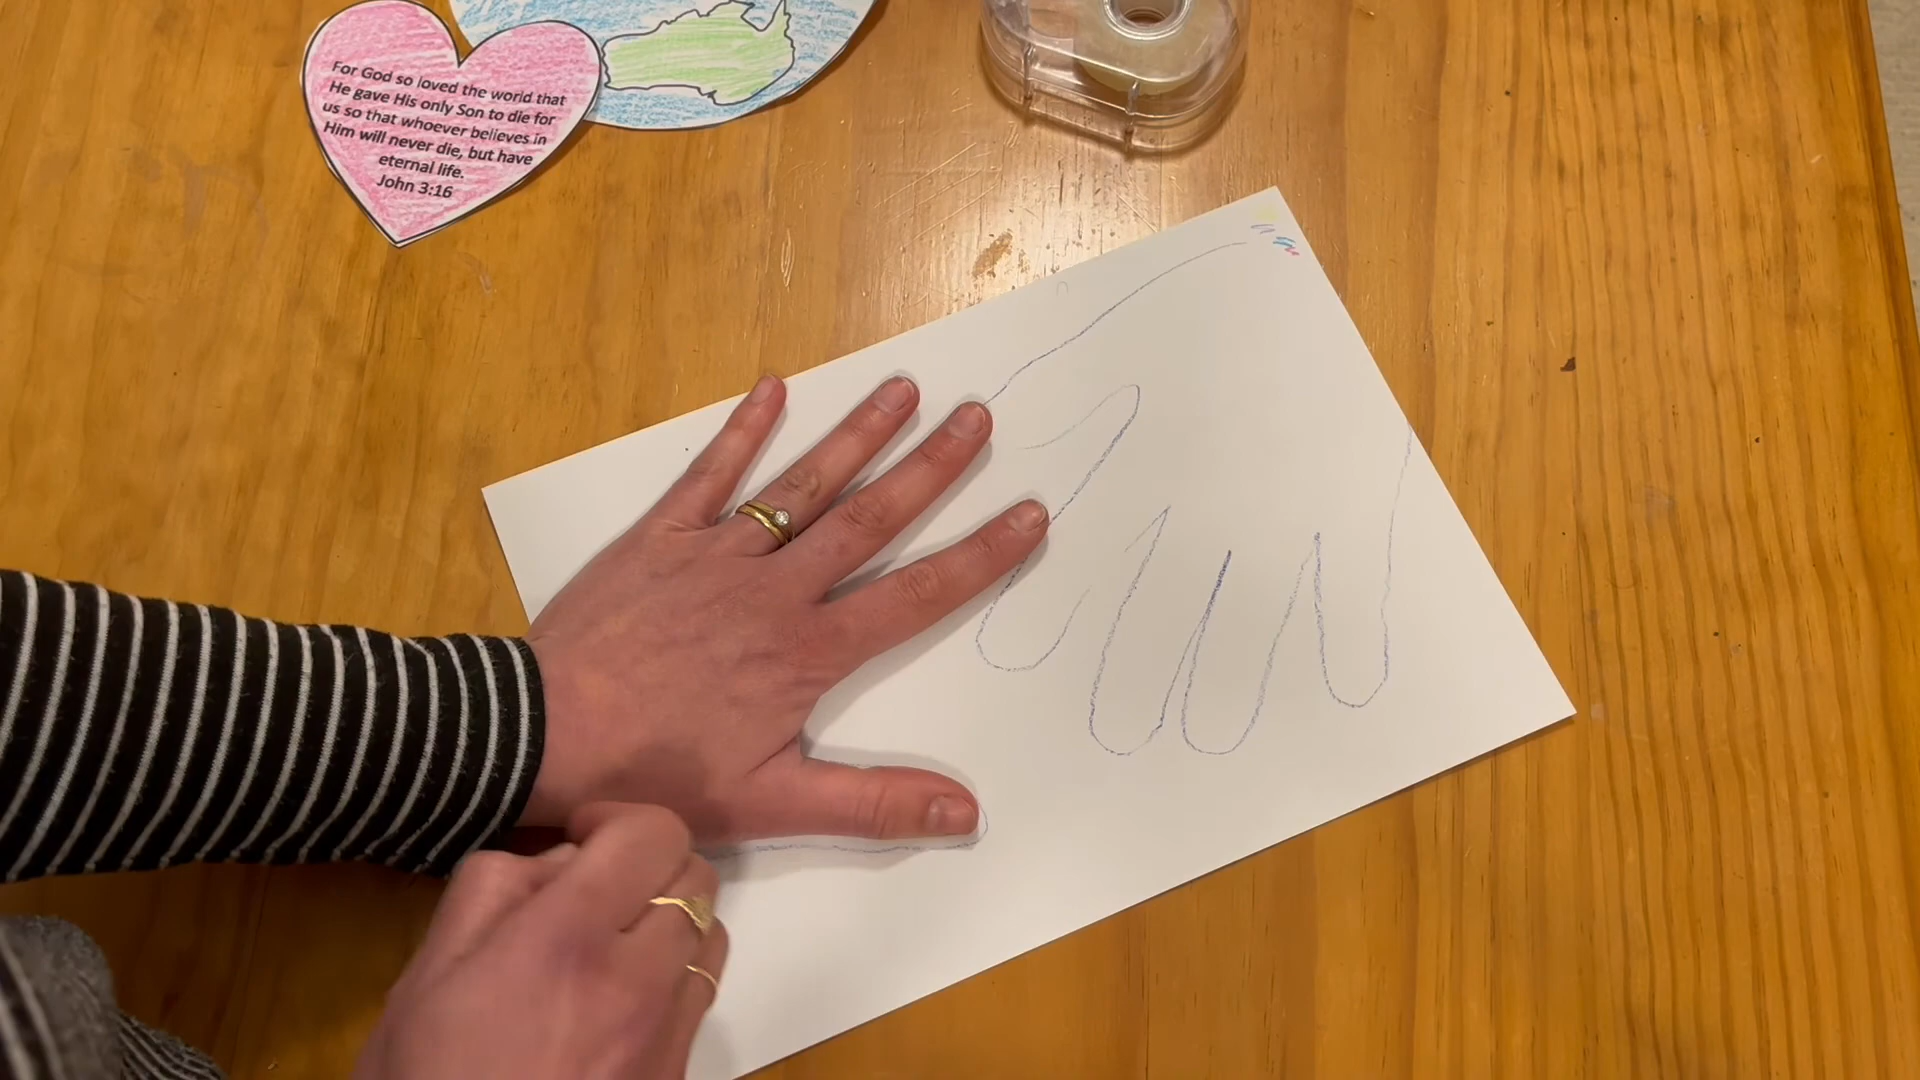 For God so loved the world that
He gave His only Son to die for
us so that whoever believes in
Him will never die, but have
eternal life.
John 3:16